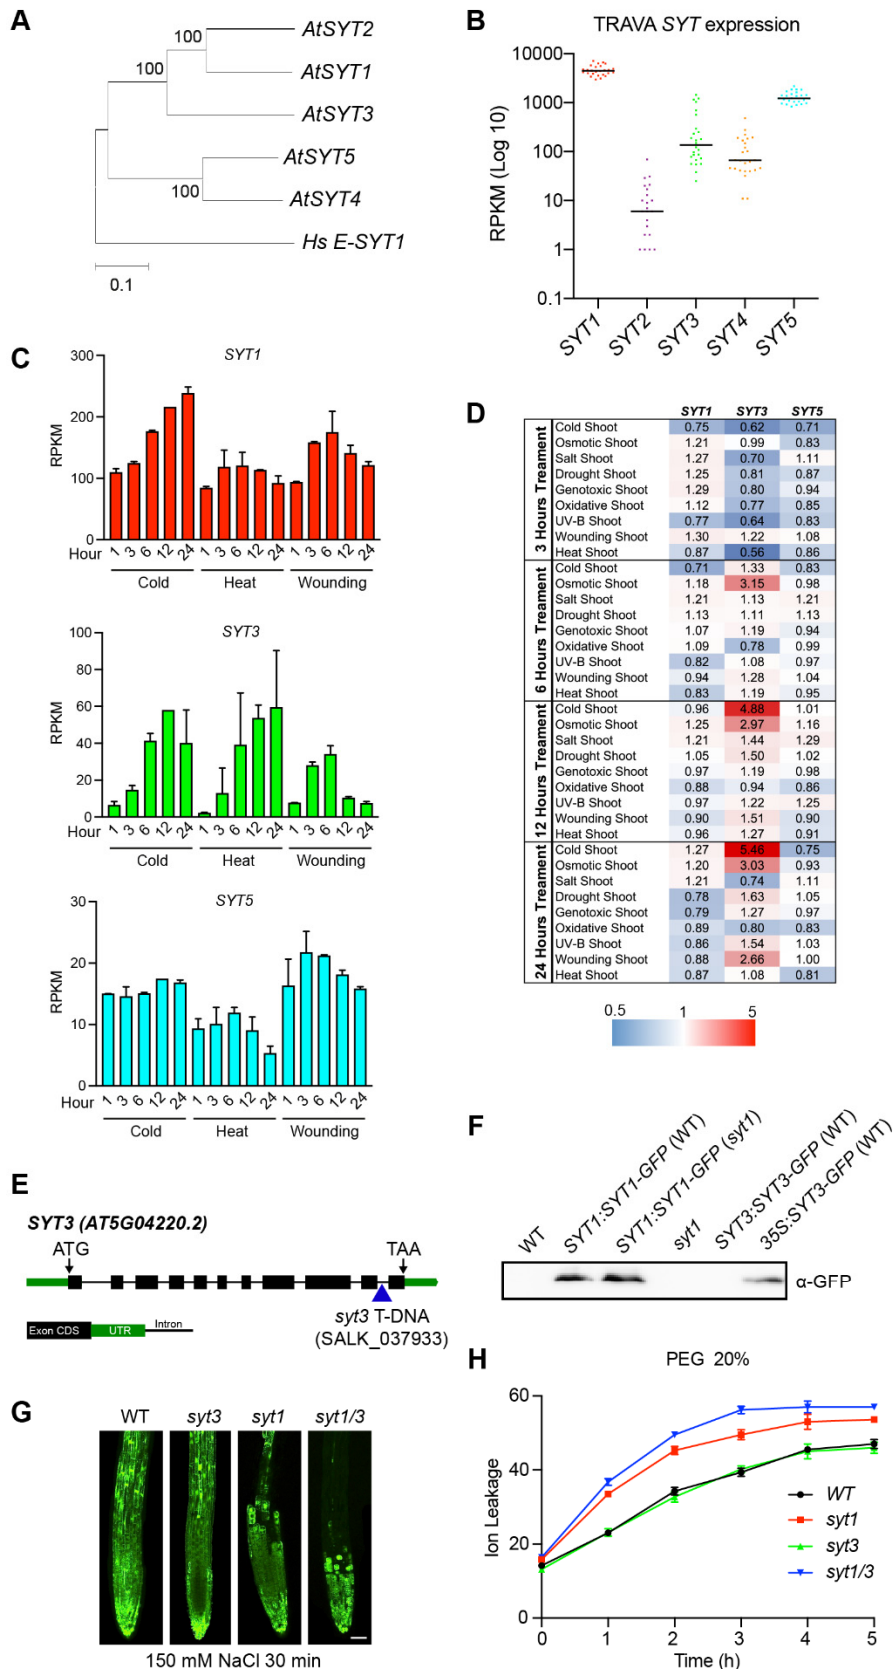 A
100
AtSYT2
100
AtSYT1
AtSYT3
AtSYT5
100
AtSYT4
Hs E-SYT1
0.1
B
TRAVA SYT expression
RPKM (Log 10)
10000
1000
100
10
1
0.1
SYT1 SYT2 SYT3 SYT4 SYT5
C
SYT1
RPKM
300
200
100
0
Hour 1 3 6 12 24 1 3 6 12 24 1 3 6 12 24
Cold Heat Wounding
SYT3
RPKM
100
80
60
40
20
0
Hour 1 3 6 12 24 1 3 6 12 24 1 3 6 12 24
Cold Heat Wounding
SYT5
RPKM
30
20
10
0
Hour 1 3 6 12 24 1 3 6 12 24 1 3 6 12 24
Cold Heat Wounding
D
SYT1 SYT3 SYT5
3 Hours Treament
Cold Shoot 0.75 0.62 0.71
Osmotic Shoot 1.21 0.99 0.83
Salt Shoot 1.27 0.70 1.11
Drought Shoot 1.25 0.81 0.87
Genotoxic Shoot 1.29 0.80 0.94
Oxidative Shoot 1.12 0.77 0.85
UV-B Shoot 0.77 0.64 0.83
Wounding Shoot 1.30 1.22 1.08
Heat Shoot 0.87 0.56 0.86
6 Hours Treatment
Cold Shoot 0.71 1.33 0.83
Osmotic Shoot 1.18 3.15 0.98
Salt Shoot 1.21 1.13 1.21
Drought Shoot 1.13 1.11 1.13
Genotoxic Shoot 1.07 1.19 0.94
Oxidative Shoot 1.09 0.78 0.99
UV-B Shoot 0.82 1.08 0.97
Wounding Shoot 0.94 1.28 1.04
Heat Shoot 0.83 1.19 0.95
12 Hours Treatment
Cold Shoot 0.96 4.88 1.01
Osmotic Shoot 1.25 2.97 1.16
Salt Shoot 1.21 1.44 1.29
Drought Shoot 1.05 1.50 1.02
Genotoxic Shoot 0.97 1.19 0.98
Oxidative Shoot 0.88 0.94 0.86
UV-B Shoot 0.97 1.22 1.25
Wounding Shoot 0.90 1.51 0.90
Heat Shoot 0.96 1.27 0.91
24 Hours Treatment
Cold Shoot 1.27 5.46 0.75
Osmotic Shoot 1.20 3.03 0.93
Salt Shoot 1.21 0.74 1.11
Drought Shoot 0.78 1.63 1.05
Genotoxic Shoot 0.79 1.27 0.97
Oxidative Shoot 0.89 0.80 0.83
UV-B Shoot 0.86 1.54 1.03
Wounding Shoot 0.88 2.66 1.00
Heat Shoot 0.87 1.08 0.81
0.5 1 5
E
SYT3 (AT5G04220.2)
ATG TAA
syt3 T-DNA
(SALK_037933)
Exon CDS UTR Intron
F
WT
SYT1:SYT1-GFP (WT)
SYT1:SYT1-GFP (syt1)
syt1
SYT3:SYT3-GFP (WT)
35S:SYT3-GFP (WT)
α-GFP
G
WT syt3 syt1 syt1/3
150 mM NaCl 30 min
H
PEG 20%
Ion Leakage
60
40
20
0
WT
syt1
syt3
syt1/3
0 1 2 3 4 5
Time (h)